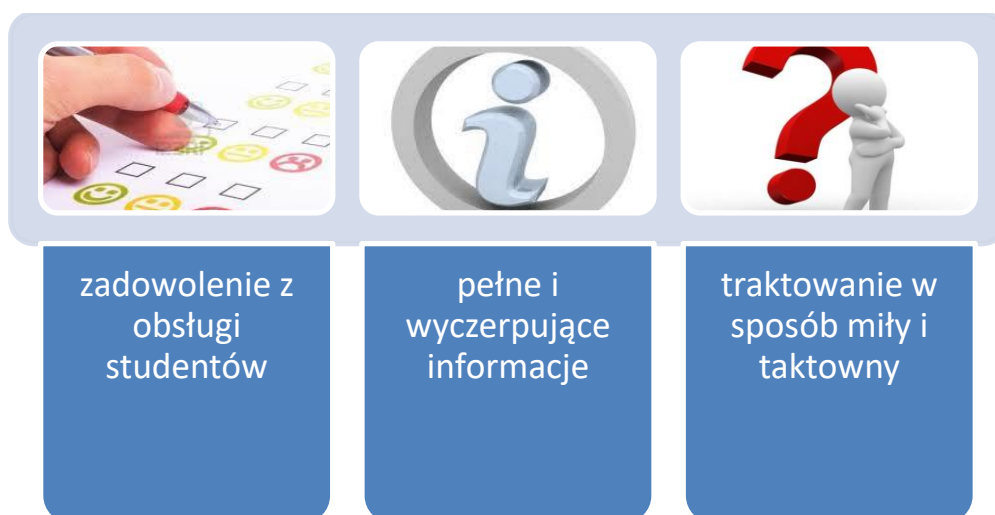 zadowolenie z
obsługi
studentów
pełne i
wyczerpujące
informacje
traktowanie w
sposób miły i
taktowny